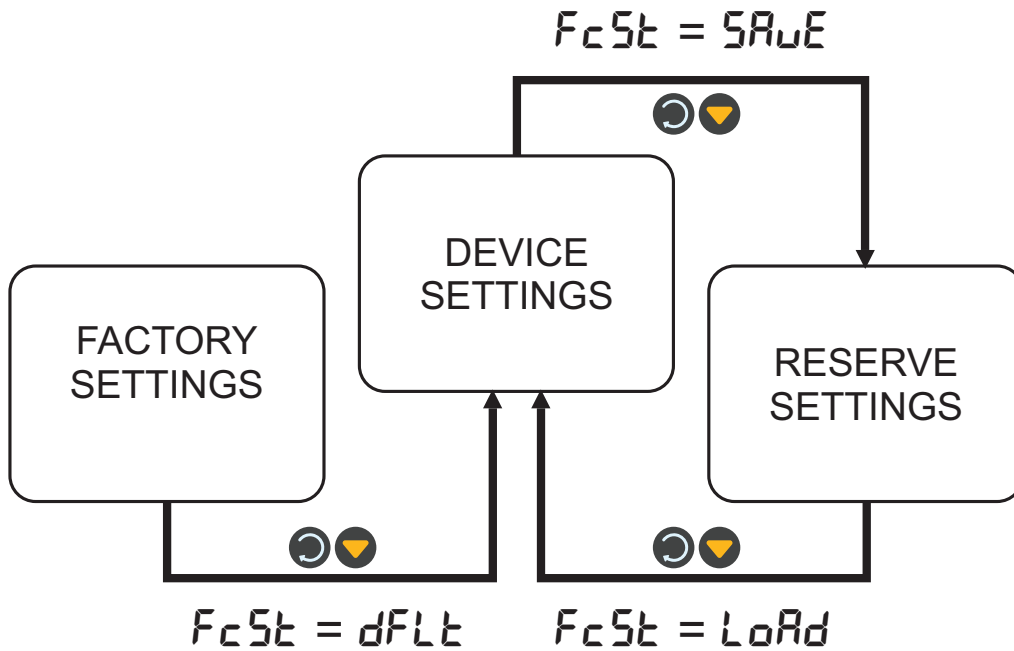 FcSt = SAvE
DEVICE
SETTINGS
FACTORY
SETTINGS
RESERVE
SETTINGS
FcSt = dFLt
FcSt = LoAd